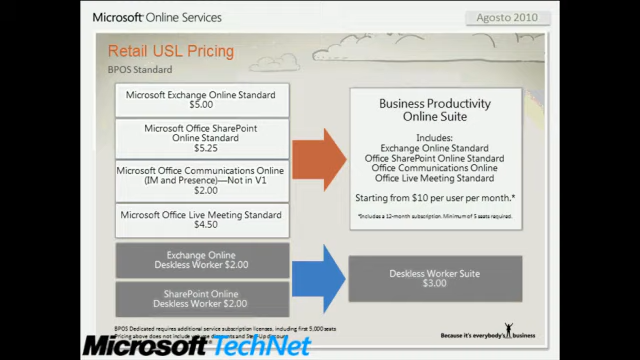 Microsoft Online Services
Agosto 2010
Retail USL Pricing
BPOS Standard
Microsoft Exchange Online Standard
$5.00
Microsoft Office SharePoint
Online Standard
$5.25
Microsoft Office Communications Online
(IM and Presence)—Not in V1
$2.00
Microsoft Office Live Meeting Standard
$4.50
Exchange Online
Deskless Worker $2.00
SharePoint Online
Deskless Worker $2.00
Business Productivity
Online Suite
Includes:
Exchange Online Standard
Office SharePoint Online Standard
Office Communications Online
Office Live Meeting Standard
Starting from $10 per user per month.*
*Includes a 12-month subscription. Minimum of 5 seats required.
Deskless Worker Suite
$3.00
BPOS Dedicated requires additional service subscription licenses, including first 5,000 seats
Pricing above does not include
Because it's everybody's business
Microsoft TechNet